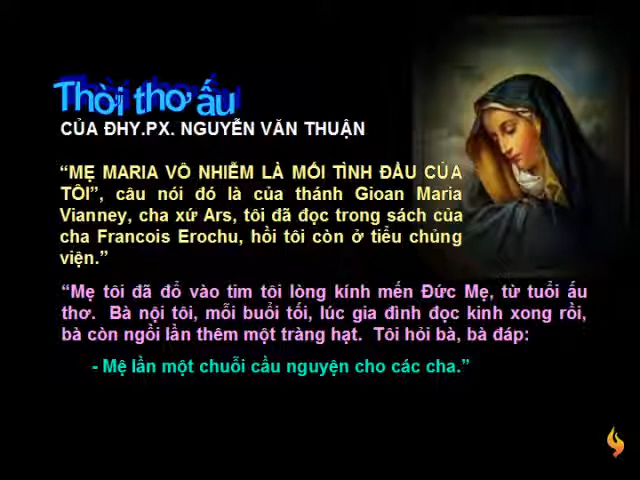 Thời thơ ấu
CỦA ĐHY.PX. NGUYỄN VĂN THUẬN
“MẸ MARIA VÔ NHIỄM LÀ MỐI TÌNH ĐẦU CỦA
TÔI”, câu nói đó là của thánh Gioan Maria
Vianney, cha xứ Ars, tôi đã đọc trong sách của
cha Francois Erochu, hồi tôi còn ở tiểu chủng
viện.”
“Mẹ tôi đã đổ vào tim tôi lòng kính mến Đức Mẹ, từ tuổi ấu
thơ. Bà nội tôi, mỗi buổi tối, lúc gia đình đọc kinh xong rồi,
bà còn ngồi lần thêm một tràng hạt. Tôi hỏi bà, bà đáp:
- Mệ lần một chuỗi cầu nguyện cho các cha.”